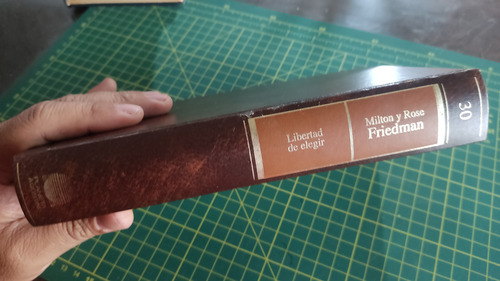 Libertad
de elegir
Milton y Rose
Friedman
30